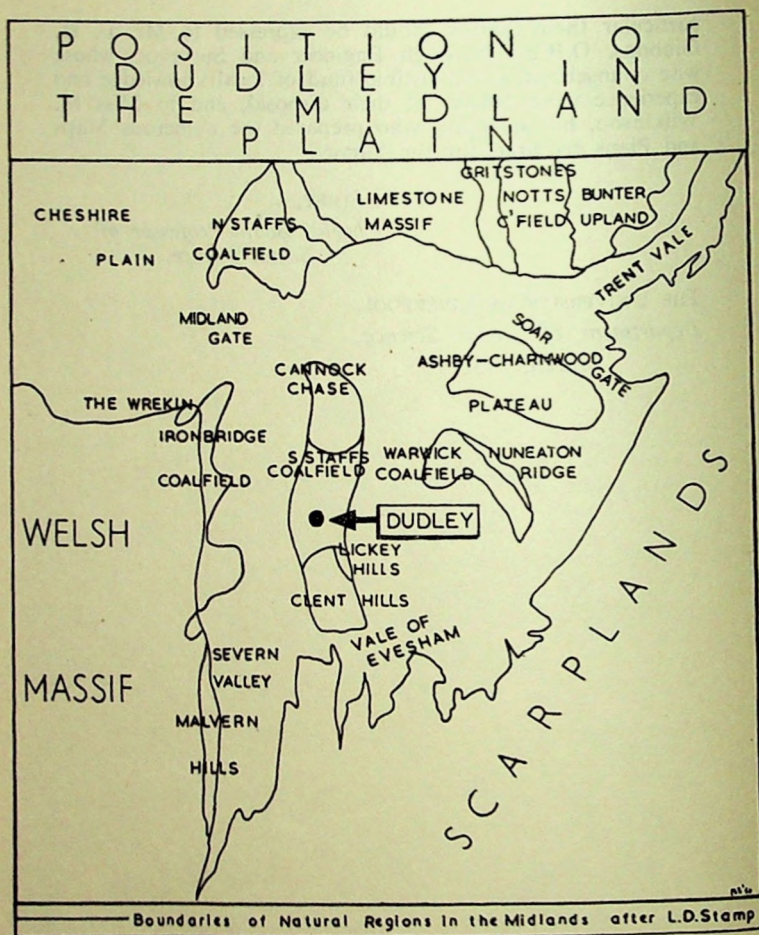 POSITION OF
DUDLEY IN
THE MIDLAND
PLAIN
CHESHIRE
PLAIN
N STAFFS
COALFIELD
LIMESTONE
MASSIF
GRITSTONES
NOTTS
C'FIELD
BUNTER
UPLAND
TRENT VALE
MIDLAND
GATE
SOAR
GATE
CANNOCK
CHASE
ASHBY-CHARNWOOD
PLATEAU
THE WREKIN
IRONBRIDGE
COALFIELD
S STAFFS
COALFIELD
WARWICK
COALFIELD
NUNEATON
RIDGE
WELSH
MASSIF
DUDLEY
LICKEY
HILLS
CLENT HILLS
VALE OF
EVESHAM
SEVERN
VALLEY
MALVERN
HILLS
SCARPLANDS
Boundaries of Natural Regions in the Midlands after L.D.Stamp